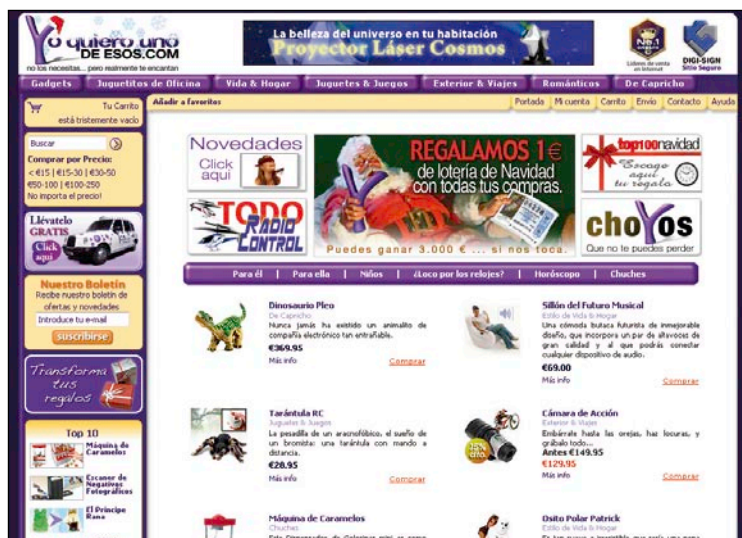 Yo quiero uno
DE ESOS.COM
no los necesitas... pero realmente te encantan
La belleza del universo en tu habitación
Proyector Láser Cosmos
No.1
Líderes de venta
en Internet
DIGI-SIGN
Sitio Seguro
Gadgets
Juguetitos de Oficina
Vida & Hogar
Juguetes & Juegos
Exterior & Viajes
Románticos
De Capricho
Tu Carrito
está tristemente vacío
Añadir a favoritos
Portada
Mi cuenta
Carrito
Envío
Contacto
Ayuda
Buscar
Comprar por Precio:
< €15 | €15-30 | €30-50
€50-100 | €100-250
No importa el precio!
Llévatelo
GRATIS
Click
aquí
Nuestro Boletín
Recibe nuestro boletín de
ofertas y novedades
Introduce tu e-mail
suscribirse
Transforma
tus
regalos
Top 10
Máquina de
Caramelos
Escaner de
Negativos
Fotográficos
El Príncipe
Rana
Novedades
Click
aquí
TODO
RADIO
CONTROL
REGALAMOS 1€
de lotería de Navidad
con todas tus compras.
Puedes ganar 3.000 € ... si nos toca.
top100navidad
Escoge
aquí
tu regalo
choYos
Que no te puedes perder
Para él | Para ella | Niños | ¿Loco por los relojes? | Horóscopo | Chuches
Dinosaurio Pleo
De Capricho
Nunca jamás ha existido un animalito de
compañía electrónico tan entrañable.
€369.95
Más info
Comprar
Sillón del Futuro Musical
Estilo de Vida & Hogar
Una cómoda butaca futurista de inmejorable
diseño, que incorpora un par de altavoces de
gran calidad y al que podrás conectar
cualquier dispositivo de audio.
€69.00
Más info
Comprar
Tarántula RC
Juguetes & Juegos
La pesadilla de un aracnofóbico, el sueño de
un bromista: una tarántula con mando a
distancia.
€28.95
Más info
Comprar
25%
DTO.
Cámara de Acción
Exterior & Viajes
Embárrate hasta las orejas, haz locuras, y
grábalo todo...
Antes €149.95
€129.95
Más info
Comprar
Máquina de Caramelos
Chuches
Osito Polar Patrick
Estilo de Vida & Hogar